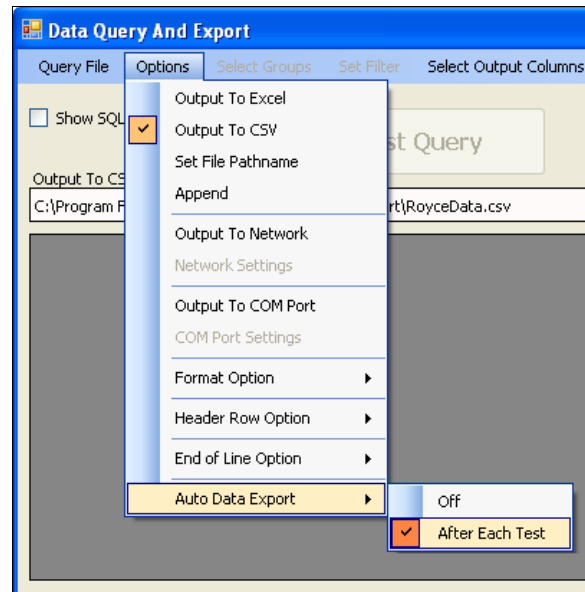 Data Query And Export
Query File Options Select Groups Set Filter Select Output Columns
Show SQL
st Query
Output To CS
C:\Program F
rt\RoyceData.csv
Output To Excel
Output To CSV
Set File Pathname
Append
Output To Network
Network Settings
Output To COM Port
COM Port Settings
Format Option
Header Row Option
End of Line Option
Auto Data Export
Off
After Each Test